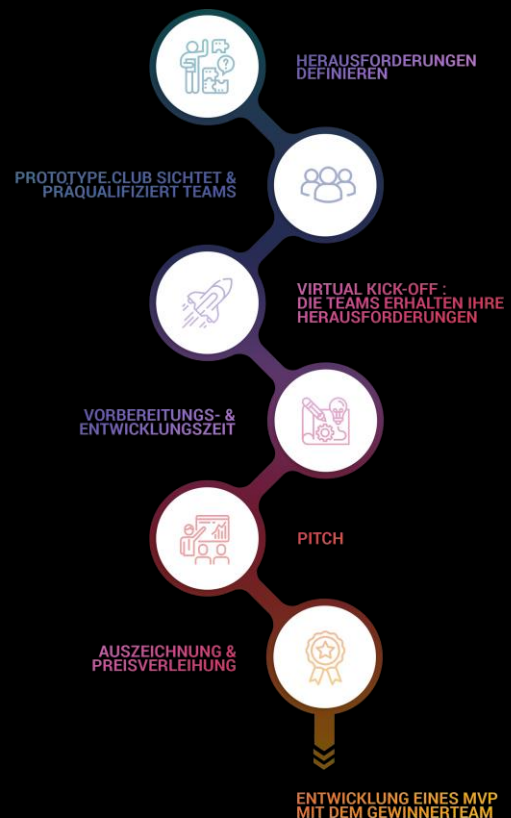 HERAUSFORDERUNGEN
DEFINIEREN
PROTOTYPE.CLUB SICHTET &
PRÄQUALIFIZIERT TEAMS
VIRTUAL KICK-OFF :
DIE TEAMS ERHALTEN IHRE
HERAUSFORDERUNGEN
VORBEREITUNGS- &
ENTWICKLUNGSZEIT
PITCH
AUSZEICHNUNG &
PREISVERLEIHUNG
ENTWICKLUNG EINES MVP
MIT DEM GEWINNERTEAM